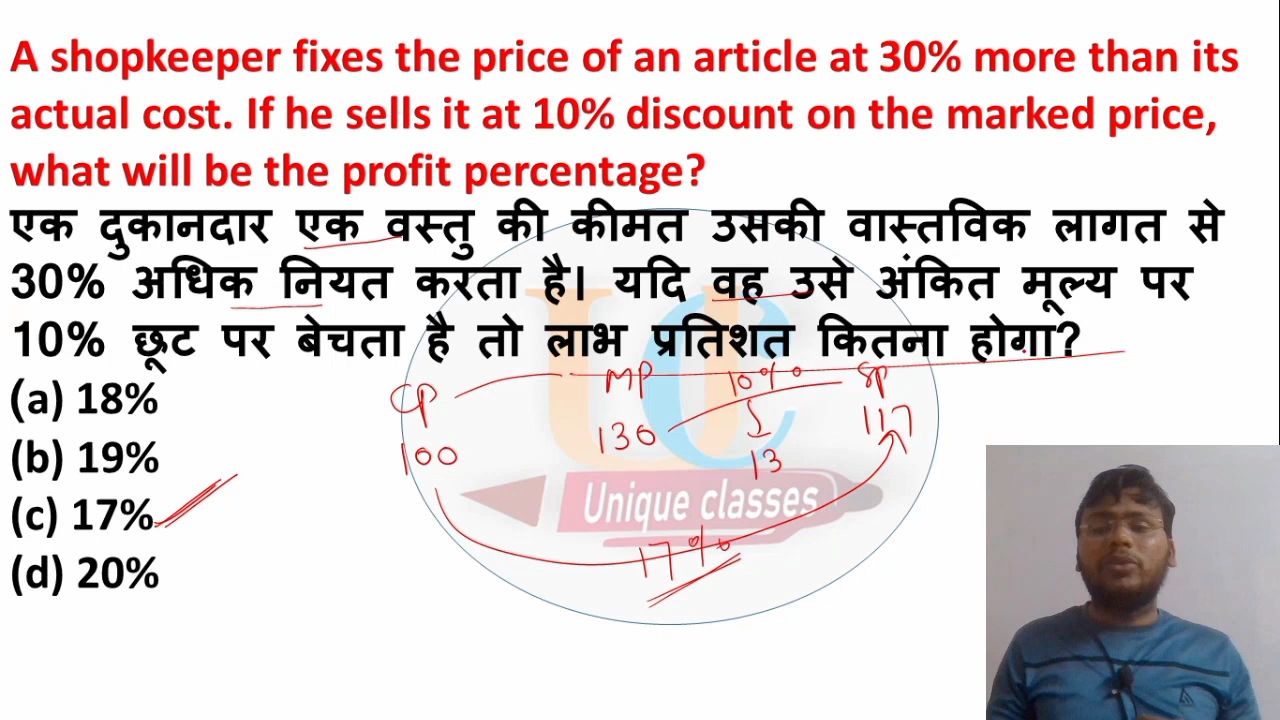 A shopkeeper fixes the price of an article at 30% more than its
actual cost. If he sells it at 10% discount on the marked price,
what will be the profit percentage?
एक दुकानदार एक वस्तु की कीमत उसकी वास्तविक लागत से
30% अधिक नियत करता है। यदि वह उसे अंकित मूल्य पर
10% छूट पर बेचता है तो लाभ प्रतिशत कितना होगा?
(a) 18%
(b) 19%
(c) 17%
(d) 20%
CP MP 10% SP
100 130 13 117
Unique classes
17%